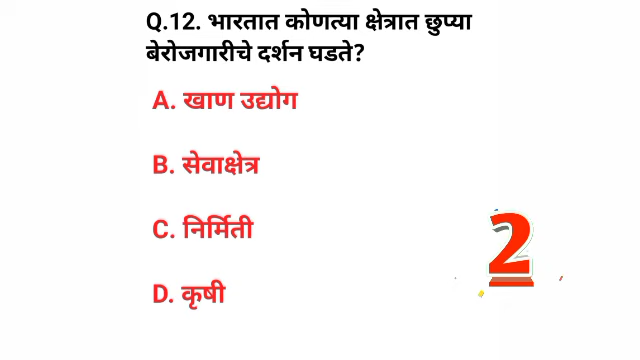 Q.12. भारतात कोणत्या क्षेत्रात छुप्या
बेरोजगारीचे दर्शन घडते?
A. खाण उद्योग
B. सेवाक्षेत्र
C. निर्मिती
D. कृषी
2